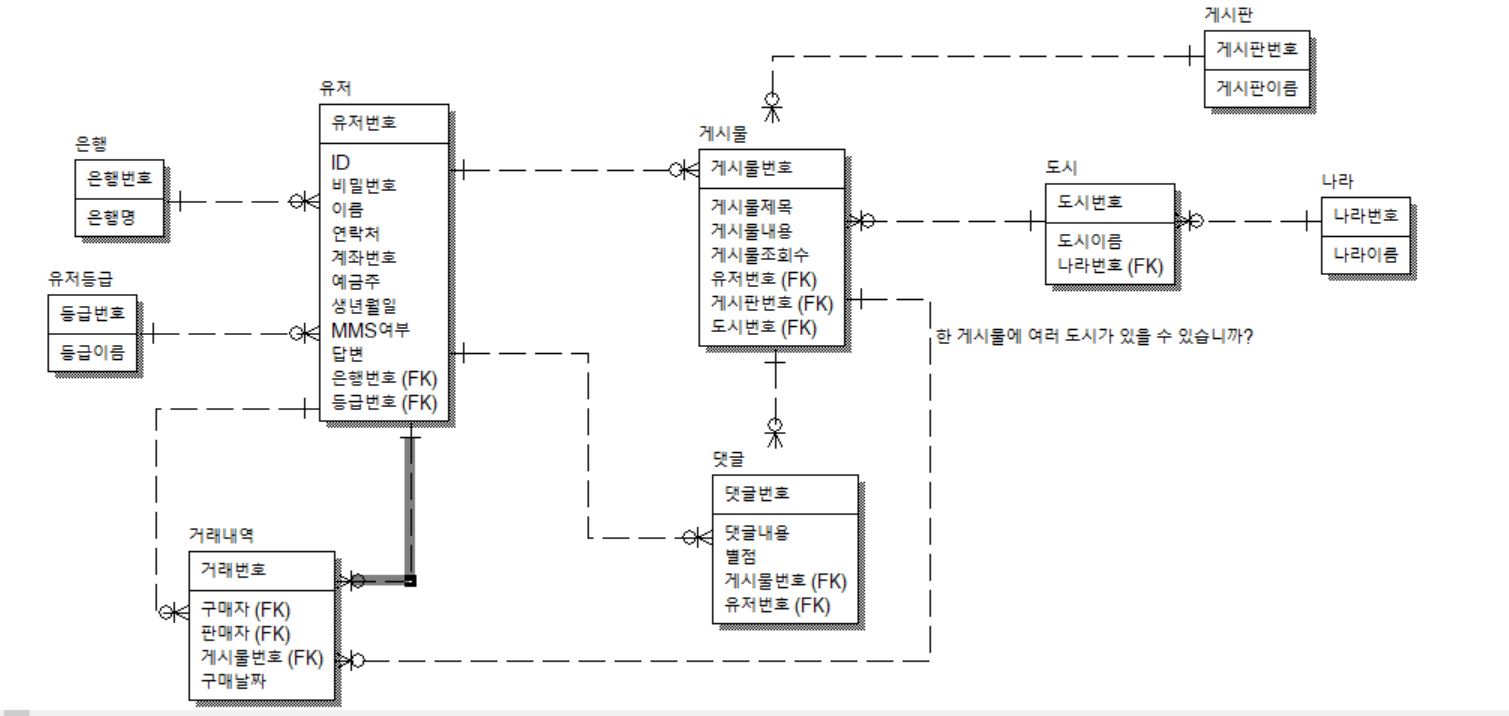 게시판
게시판번호
게시판이름
유저
유저번호
ID
비밀번호
이름
연락처
계좌번호
예금주
생년월일
MMS여부
답변
은행번호 (FK)
등급번호 (FK)
은행
은행번호
은행명
유저등급
등급번호
등급이름
게시물
게시물번호
게시물제목
게시물내용
게시물조회수
유저번호 (FK)
게시판번호 (FK)
도시번호 (FK)
도시
도시번호
도시이름
나라번호 (FK)
나라
나라번호
나라이름
한 게시물에 여러 도시가 있을 수 있습니까?
댓글
댓글번호
댓글내용
별점
게시물번호 (FK)
유저번호 (FK)
거래내역
거래번호
구매자 (FK)
판매자 (FK)
게시물번호 (FK)
구매날짜